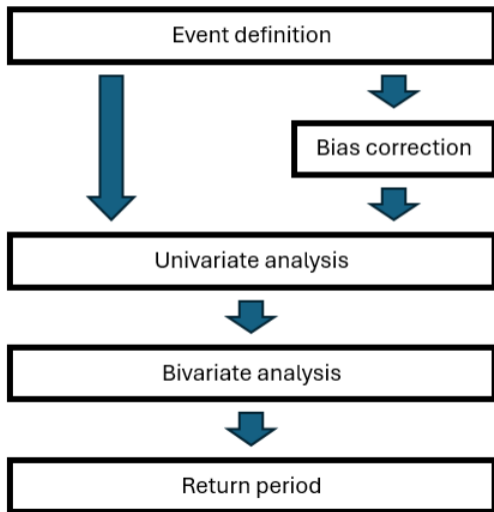 Event definition
Bias correction
Univariate analysis
Bivariate analysis
Return period